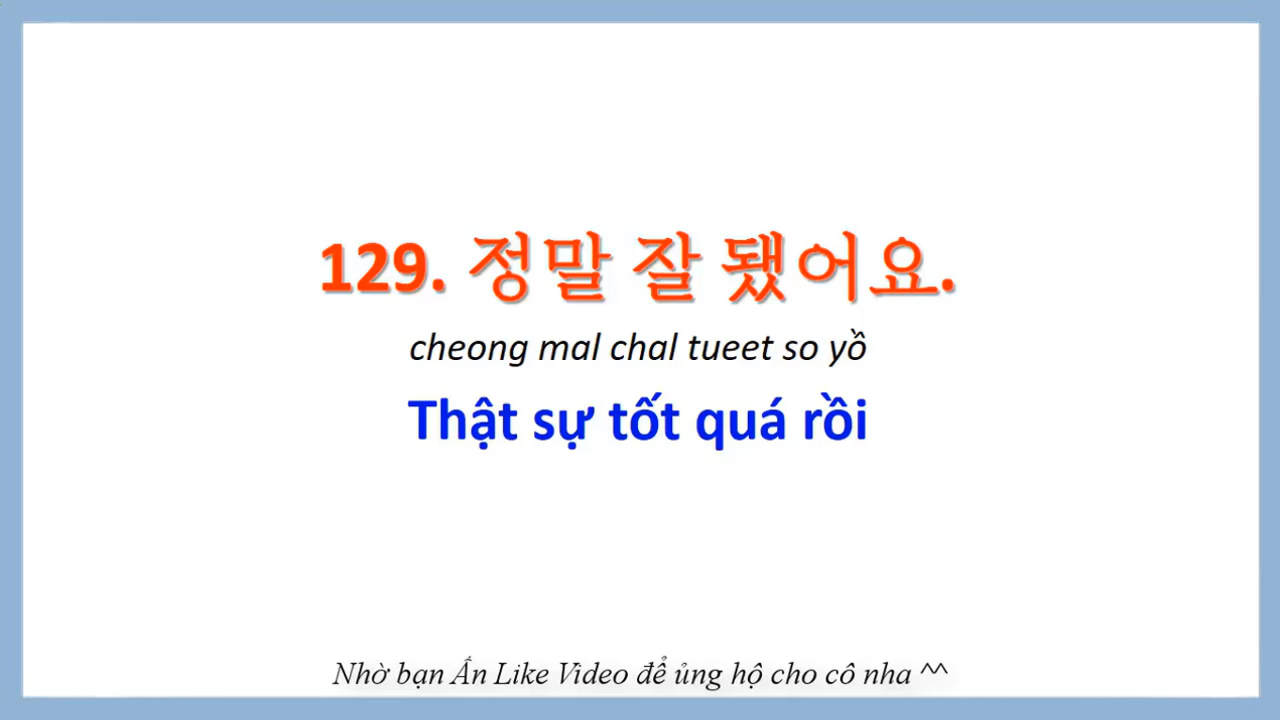 129. 정말 잘 됐어요.
cheong mal chal tueet so yồ
Thật sự tốt quá rồi
Nhờ bạn Ấn Like Video để ủng hộ cho cô nha ^^